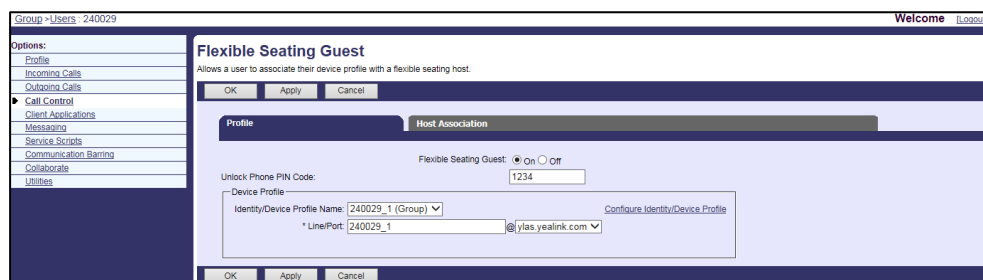 Group >Users : 240029 Welcome [Logout
Options:
Profile
Incoming Calls
Outgoing Calls
Call Control
Client Applications
Messaging
Service Scripts
Communication Barring
Collaborate
Utilities
Flexible Seating Guest
Allows a user to associate their device profile with a flexible seating host.
OK Apply Cancel
Profile Host Association
Flexible Seating Guest: On Off
Unlock Phone PIN Code: 1234
Device Profile
Identity/Device Profile Name: 240029_1 (Group) Configure Identity/Device Profile
* Line/Port: 240029_1 @ ylas.yealink.com
OK Apply Cancel